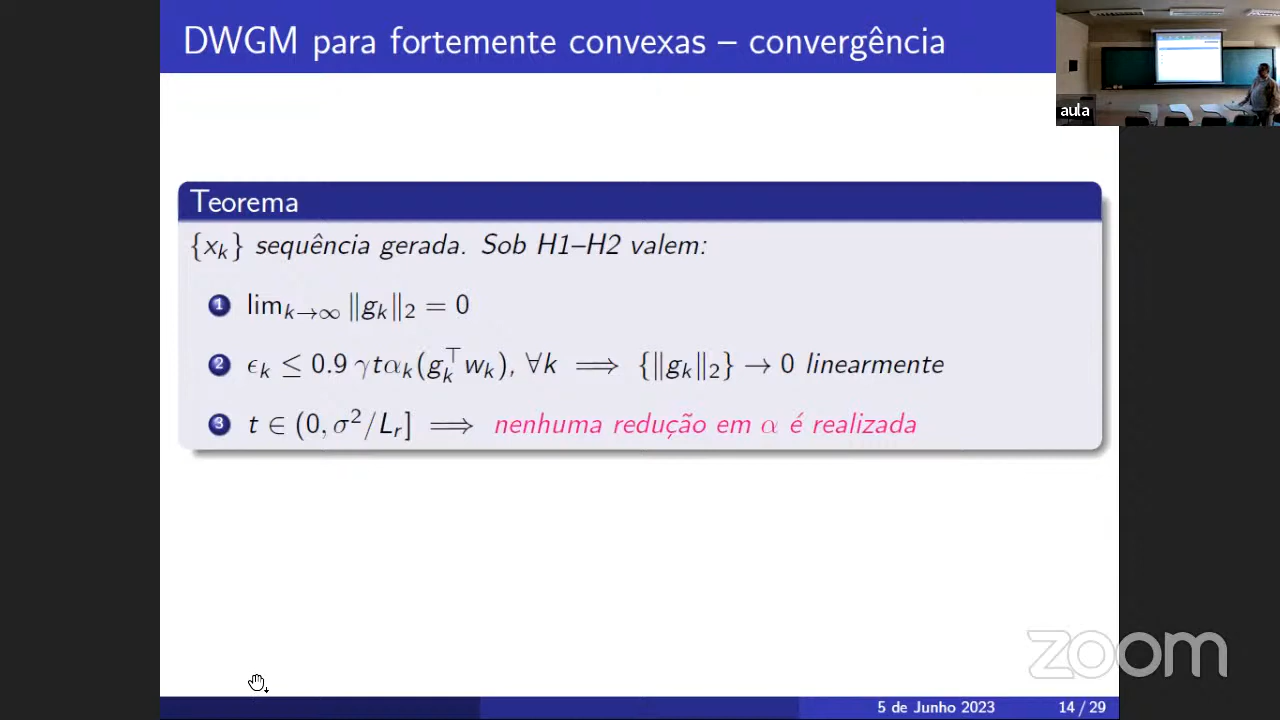 DWGM para fortemente convexas – convergência
aula
Teorema
{x_k} sequência gerada. Sob H1–H2 valem:
1 lim_{k→∞} ‖g_k‖_2 = 0
2 ϵ_k ≤ 0.9 γtα_k(g_k^⊤ w_k), ∀k ⟹ {‖g_k‖_2} → 0 linearmente
3 t ∈ (0, σ^2/L_r] ⟹ nenhuma redução em α é realizada
zoom
5 de Junho 2023 14 / 29